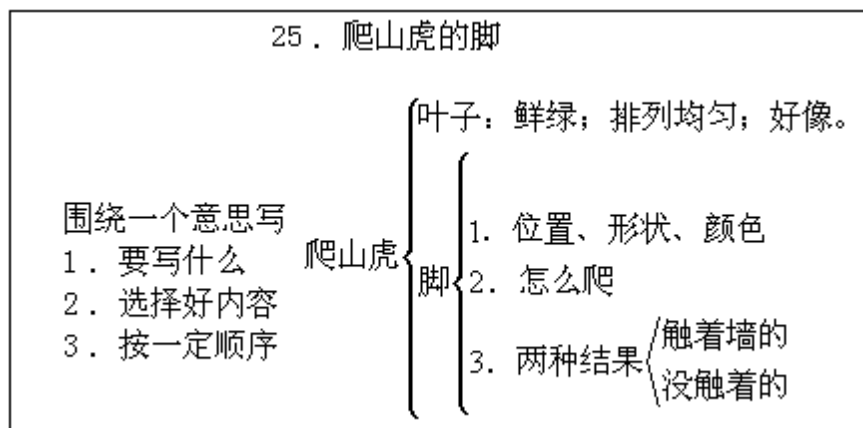 25．爬山虎的脚
叶子：鲜绿；排列均匀；好像。
围绕一个意思写
1．要写什么
2．选择好内容
3．按一定顺序
爬山虎
脚
1．位置、形状、颜色
2．怎么爬
3．两种结果
触着墙的
没触着的